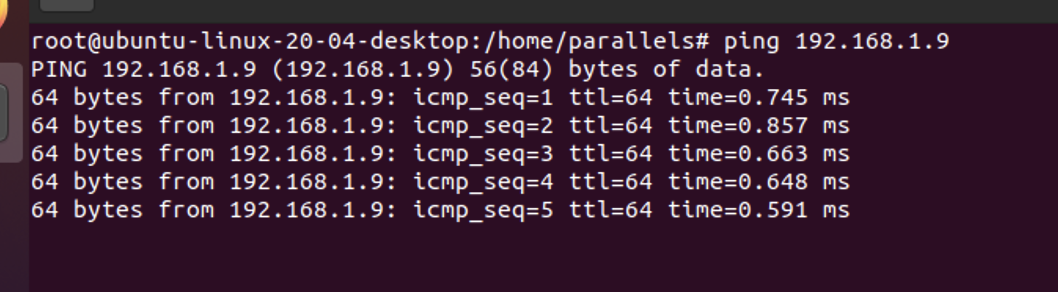 root@ubuntu-linux-20-04-desktop:/home/parallels# ping 192.168.1.9
PING 192.168.1.9 (192.168.1.9) 56(84) bytes of data.
64 bytes from 192.168.1.9: icmp_seq=1 ttl=64 time=0.745 ms
64 bytes from 192.168.1.9: icmp_seq=2 ttl=64 time=0.857 ms
64 bytes from 192.168.1.9: icmp_seq=3 ttl=64 time=0.663 ms
64 bytes from 192.168.1.9: icmp_seq=4 ttl=64 time=0.648 ms
64 bytes from 192.168.1.9: icmp_seq=5 ttl=64 time=0.591 ms